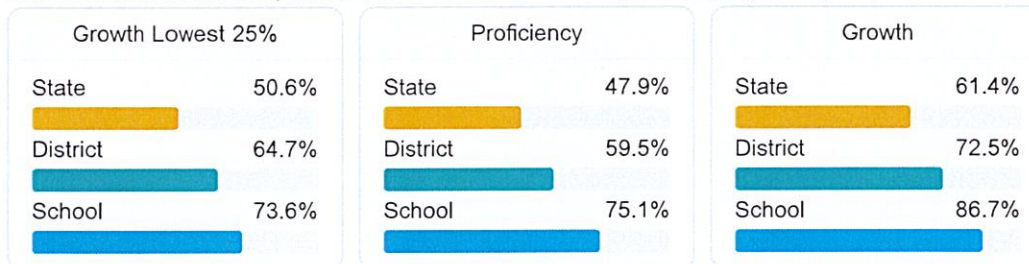 Growth Lowest 25%
State 50.6%
District 64.7%
School 73.6%
Proficiency
State 47.9%
District 59.5%
School 75.1%
Growth
State 61.4%
District 72.5%
School 86.7%